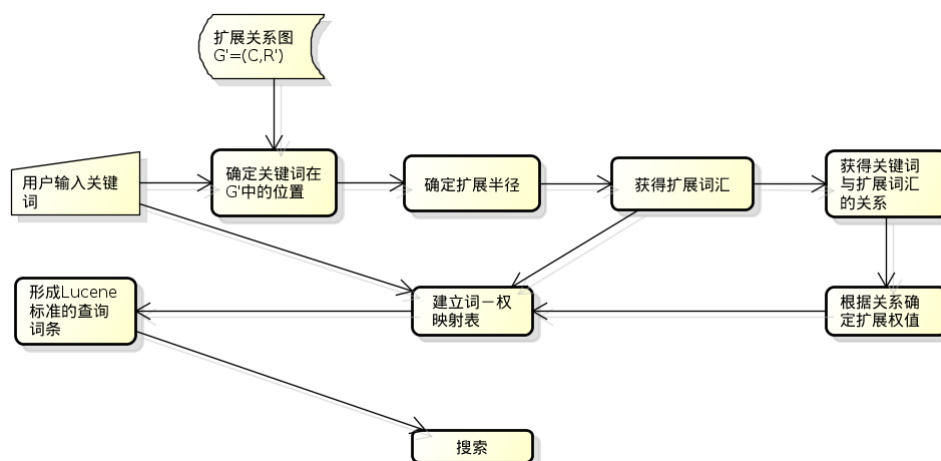 扩展关系图
G'=(C,R')
用户输入关键
词
确定关键词在
G'中的位置
确定扩展半径
获得扩展词汇
获得关键词
与扩展词汇
的关系
形成Lucene
标准的查询
词条
建立词－权
映射表
根据关系确
定扩展权值
搜索